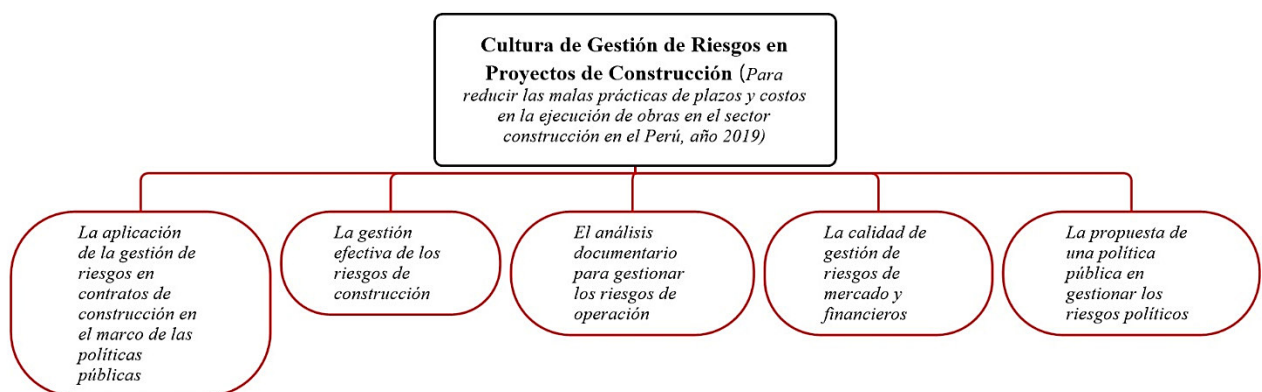 Cultura de Gestión de Riesgos en
Proyectos de Construcción (Para
reducir las malas prácticas de plazos y costos
en la ejecución de obras en el sector
construcción en el Perú, año 2019)
La aplicación
de la gestión de
riesgos en
contratos de
construcción en
el marco de las
políticas
públicas
La gestión
efectiva de los
riesgos de
construcción
El análisis
documentario
para gestionar
los riesgos de
operación
La calidad de
gestión de
riesgos de
mercado y
financieros
La propuesta de
una política
pública en
gestionar los
riesgos políticos